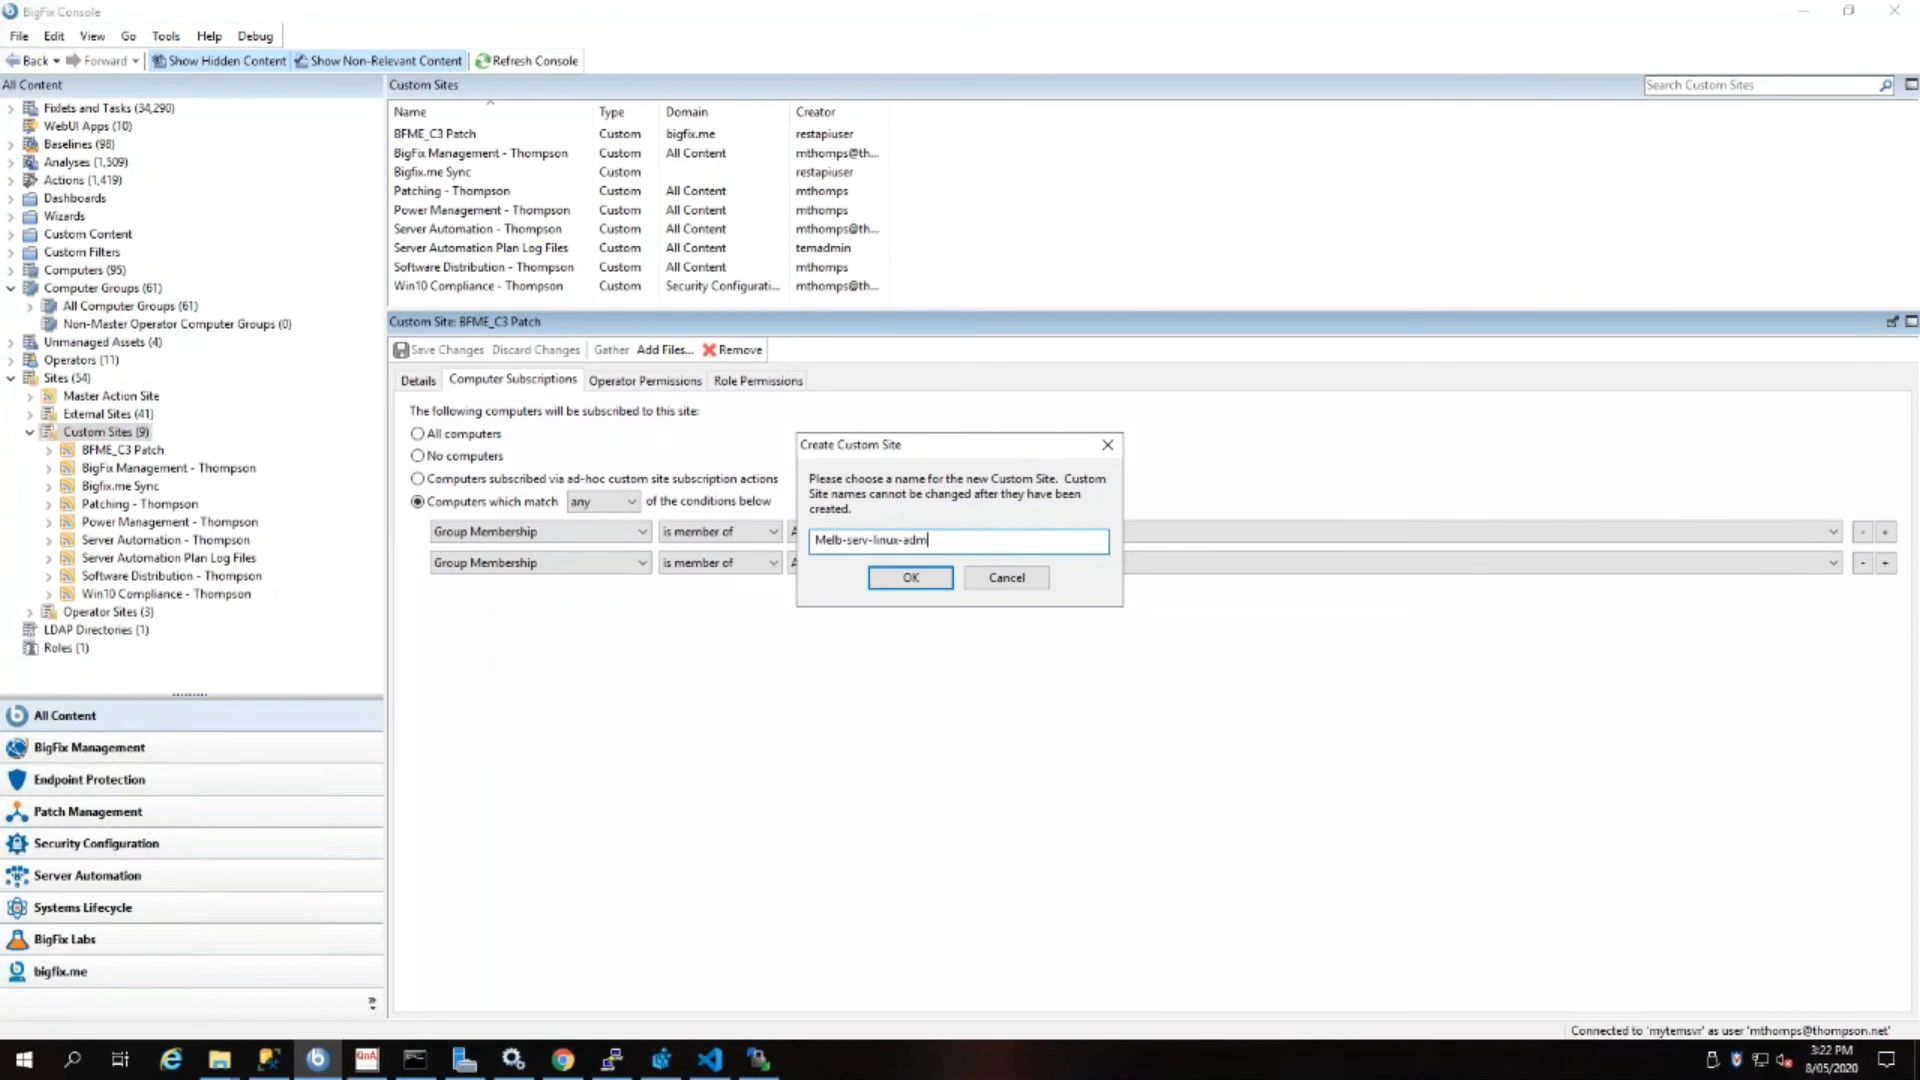 BigFix Console
File Edit View Go Tools Help Debug
Back Forward Show Hidden Content Show Non-Relevant Content Refresh Console
All Content
Fixlets and Tasks (34,290)
WebUI Apps (10)
Baselines (98)
Analyses (1,509)
Actions (1,419)
Dashboards
Wizards
Custom Content
Custom Filters
Computers (95)
Computer Groups (61)
All Computer Groups (61)
Non-Master Operator Computer Groups (0)
Unmanaged Assets (4)
Operators (11)
Sites (54)
Master Action Site
External Sites (41)
Custom Sites (9)
BFME_C3 Patch
BigFix Management - Thompson
Bigfix.me Sync
Patching - Thompson
Power Management - Thompson
Server Automation - Thompson
Server Automation Plan Log Files
Software Distribution - Thompson
Win10 Compliance - Thompson
Operator Sites (3)
LDAP Directories (1)
Roles (1)
All Content
BigFix Management
Endpoint Protection
Patch Management
Security Configuration
Server Automation
Systems Lifecycle
BigFix Labs
bigfix.me
Custom Sites
Search Custom Sites
Name Type Domain Creator
BFME_C3 Patch Custom bigfix.me restapiuser
BigFix Management - Thompson Custom All Content mthomps@th...
Bigfix.me Sync Custom restapiuser
Patching - Thompson Custom All Content mthomps
Power Management - Thompson Custom All Content mthomps
Server Automation - Thompson Custom All Content mthomps@th...
Server Automation Plan Log Files Custom All Content temadmin
Software Distribution - Thompson Custom All Content mthomps
Win10 Compliance - Thompson Custom Security Configurati... mthomps@th...
Custom Site: BFME_C3 Patch
Save Changes Discard Changes Gather Add Files... Remove
Details Computer Subscriptions Operator Permissions Role Permissions
The following computers will be subscribed to this site:
All computers
No computers
Computers subscribed via ad-hoc custom site subscription actions
Computers which match any of the conditions below
Group Membership is member of A - +
Group Membership is member of A - +
Create Custom Site
Please choose a name for the new Custom Site. Custom
Site names cannot be changed after they have been
created.
Melb-serv-linux-adm
OK Cancel
Connected to 'mytemsvr' as user 'mthomps@thompson.net'
QnA
3:22 PM
8/05/2020